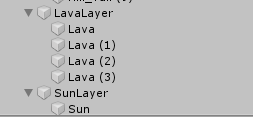 LavaLayer
Lava
Lava (1)
Lava (2)
Lava (3)
SunLayer
Sun